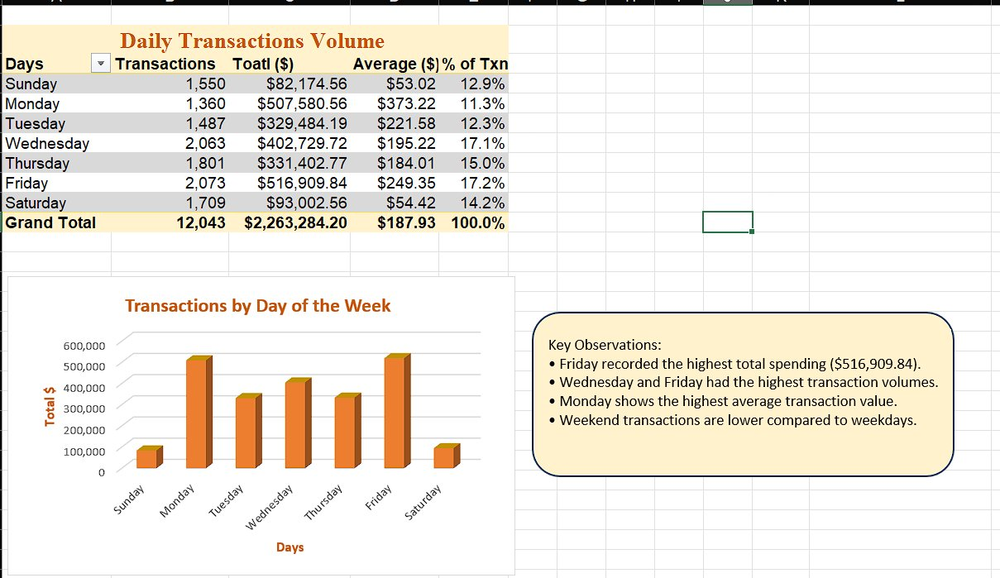 Daily Transactions Volume
Days Transactions Toatl ($) Average ($) % of Txn
Sunday 1,550 $82,174.56 $53.02 12.9%
Monday 1,360 $507,580.56 $373.22 11.3%
Tuesday 1,487 $329,484.19 $221.58 12.3%
Wednesday 2,063 $402,729.72 $195.22 17.1%
Thursday 1,801 $331,402.77 $184.01 15.0%
Friday 2,073 $516,909.84 $249.35 17.2%
Saturday 1,709 $93,002.56 $54.42 14.2%
Grand Total 12,043 $2,263,284.20 $187.93 100.0%
Transactions by Day of the Week
Total $
600,000
500,000
400,000
300,000
200,000
100,000
0
Sunday Monday Tuesday Wednesday Thursday Friday Saturday
Days
Key Observations:
• Friday recorded the highest total spending ($516,909.84).
• Wednesday and Friday had the highest transaction volumes.
• Monday shows the highest average transaction value.
• Weekend transactions are lower compared to weekdays.